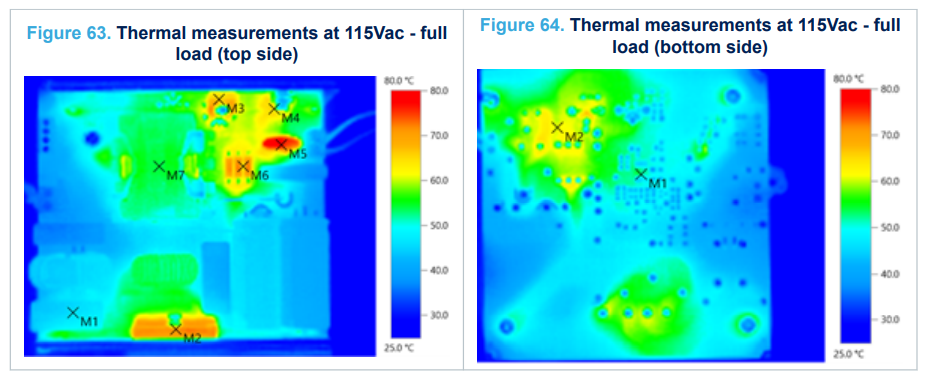 Figure 63. Thermal measurements at 115Vac - full
load (top side)
80.0 °C
80.0
70.0
60.0
50.0
40.0
30.0
25.0 °C
M3
M4
M5
M6
M7
M1
M2
Figure 64. Thermal measurements at 115Vac - full
load (bottom side)
80.0 °C
80.0
70.0
60.0
50.0
40.0
30.0
25.0 °C
M2
M1